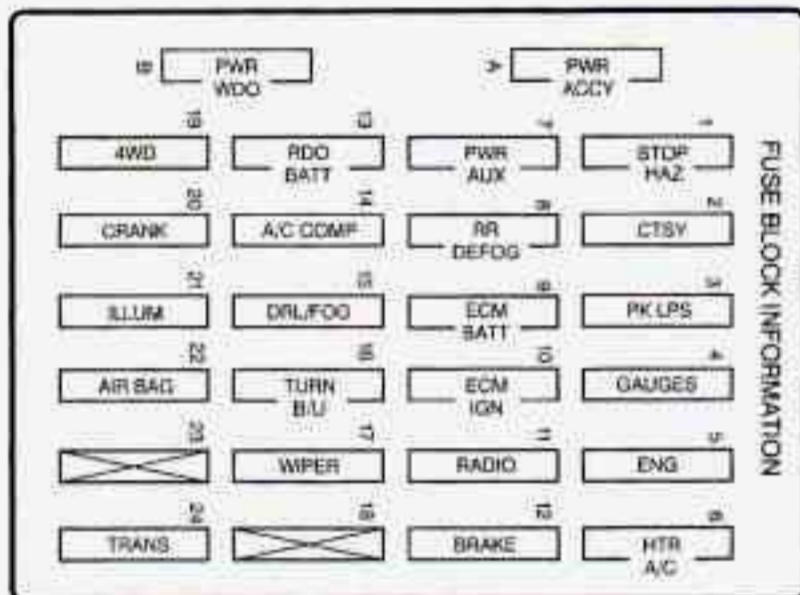 FUSE BLOCK INFORMATION
B PWR WDO
A PWR ACCY
19 4WD
13 RDO BATT
7 PWR AUX
1 STOP HAZ
20 CRANK
14 A/C COMP
8 RR DEFOG
2 CTSY
21 ILLUM
15 DRL/FOG
9 ECM BATT
3 PK LPS
22 AIR BAG
16 TURN B/U
10 ECM IGN
4 GAUGES
23
17 WIPER
11 RADIO
5 ENG
24 TRANS
18
12 BRAKE
6 HTR A/C